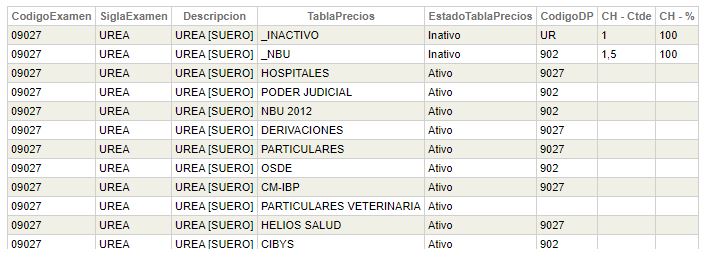 CodigoExamen SiglaExamen Descripcion TablaPrecios EstadoTablaPrecios CodigoDP CH - Ctde CH - %
09027 UREA UREA [SUERO] _INACTIVO Inativo UR 1 100
09027 UREA UREA [SUERO] _NBU Inativo 902 1,5 100
09027 UREA UREA [SUERO] HOSPITALES Ativo 9027
09027 UREA UREA [SUERO] PODER JUDICIAL Ativo 902
09027 UREA UREA [SUERO] NBU 2012 Ativo 902
09027 UREA UREA [SUERO] DERIVACIONES Ativo 9027
09027 UREA UREA [SUERO] PARTICULARES Ativo 9027
09027 UREA UREA [SUERO] OSDE Ativo 902
09027 UREA UREA [SUERO] CM-IBP Ativo 9027
09027 UREA UREA [SUERO] PARTICULARES VETERINARIA Ativo
09027 UREA UREA [SUERO] HELIOS SALUD Ativo 9027
09027 UREA UREA [SUERO] CIBYS Ativo 902